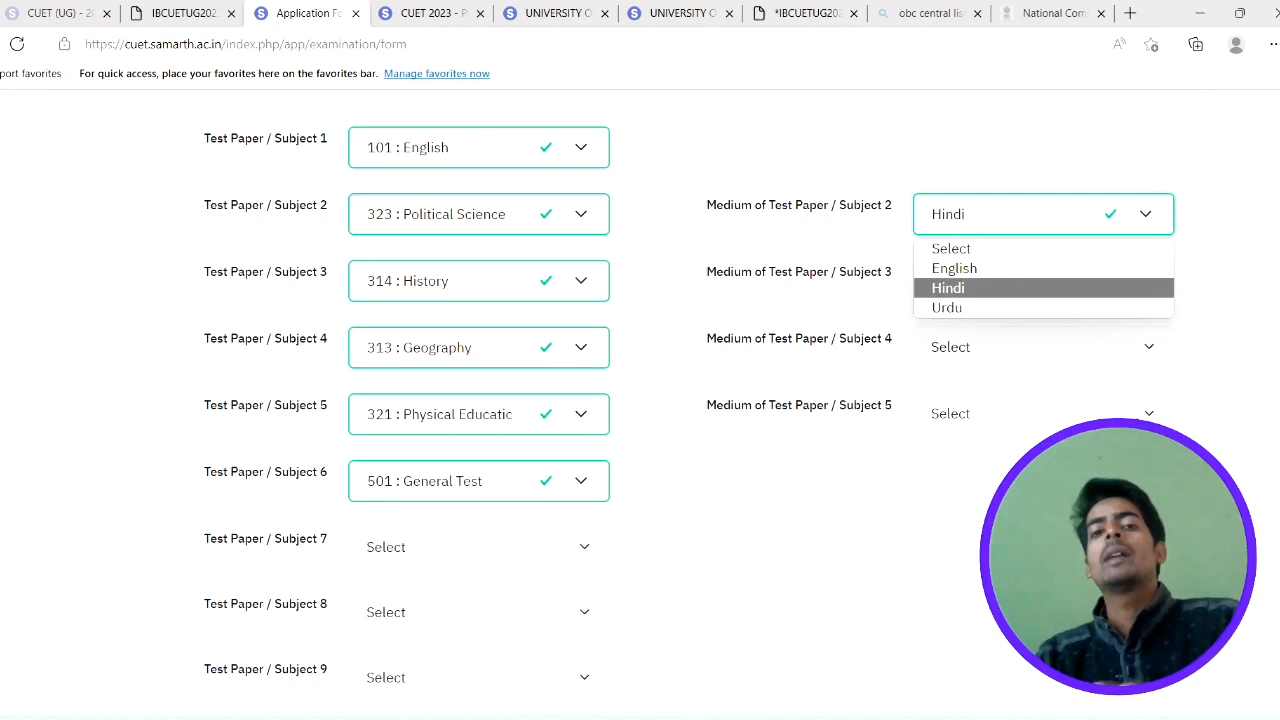 CUET (UG) - 20
IBCUETUG202
Application Fo
CUET 2023 - P
UNIVERSITY O
UNIVERSITY O
*IBCUETUG20
obc central lis
National Com
https://cuet.samarth.ac.in/index.php/app/examination/form
port favorites For quick access, place your favorites here on the favorites bar. Manage favorites now
Test Paper / Subject 1 101 : English
Test Paper / Subject 2 323 : Political Science Medium of Test Paper / Subject 2 Hindi
Select
English
Hindi
Urdu
Test Paper / Subject 3 314 : History Medium of Test Paper / Subject 3
Test Paper / Subject 4 313 : Geography Medium of Test Paper / Subject 4 Select
Test Paper / Subject 5 321 : Physical Educatic Medium of Test Paper / Subject 5 Select
Test Paper / Subject 6 501 : General Test
Test Paper / Subject 7 Select
Test Paper / Subject 8 Select
Test Paper / Subject 9 Select